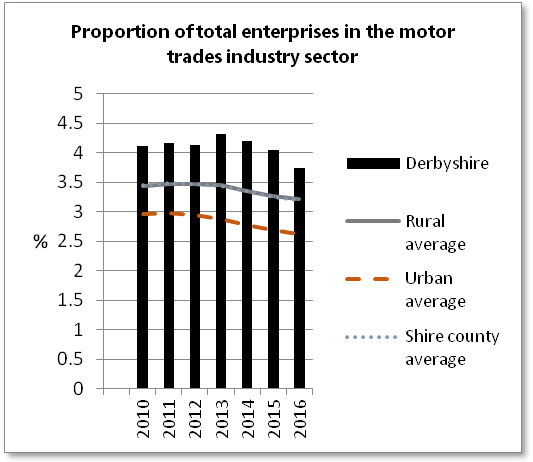 Proportion of total enterprises in the motor
trades industry sector
5
4.5
4
3.5
3
2.5
2
1.5
1
0.5
0
%
2010
2011
2012
2013
2014
2015
2016
Derbyshire
Rural
average
Urban
average
Shire county
average